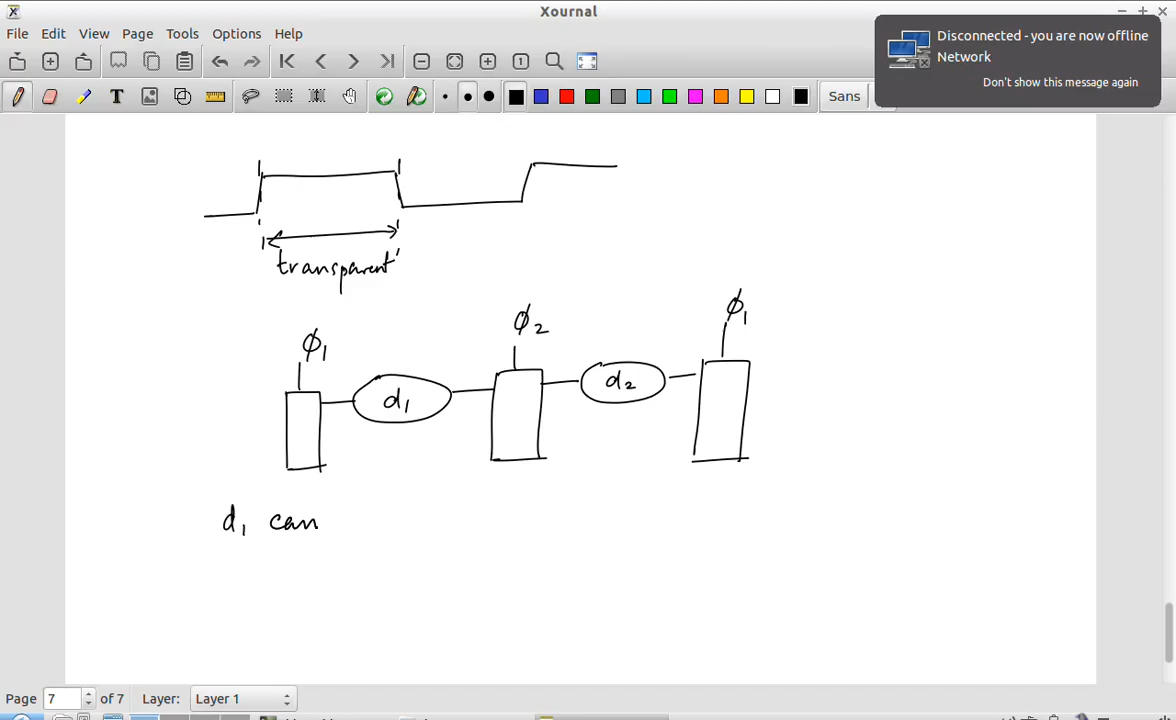 Xournal
File Edit View Page Tools Options Help
Disconnected - you are now offline
Network
Don't show this message again
Sans
transparent
ϕ1
ϕ2
ϕ1
d1
d2
d1 can
Page 7 of 7 Layer: Layer 1